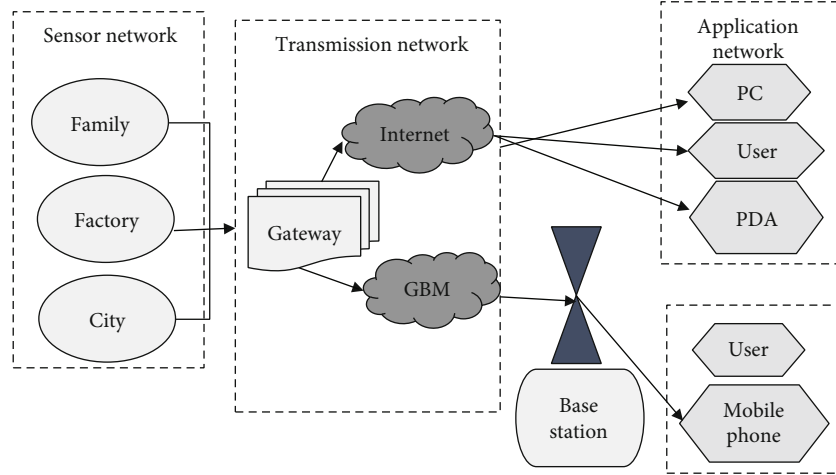 Sensor network
Family
Factory
City
Transmission network
Internet
Gateway
GBM
Base
station
Application
network
PC
User
PDA
User
Mobile
phone